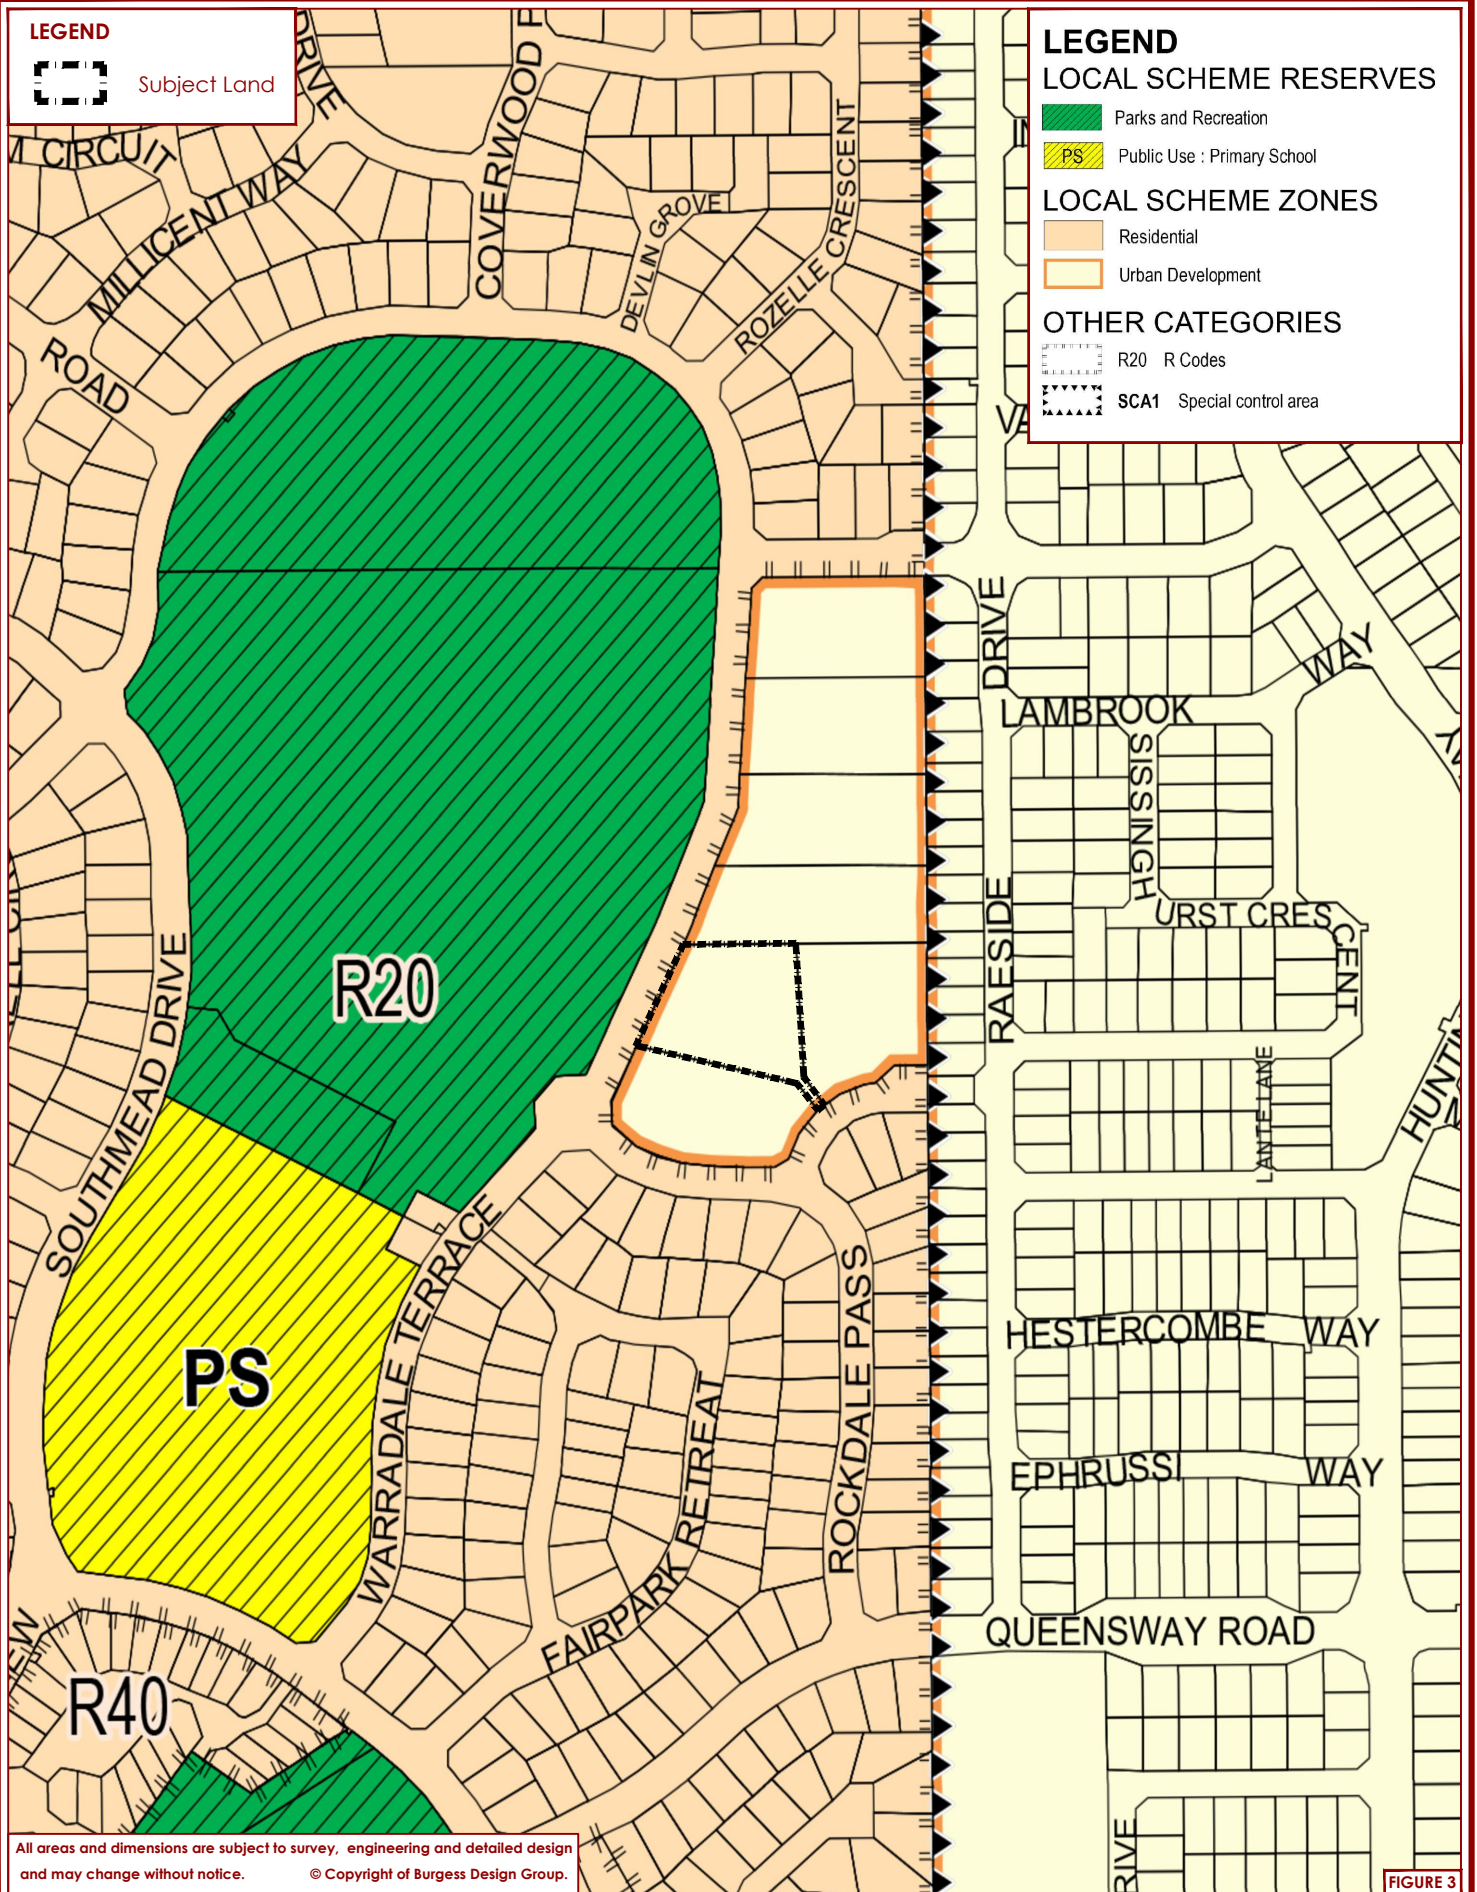 LEGEND
Subject Land
LEGEND
LOCAL SCHEME RESERVES
Parks and Recreation
PS Public Use : Primary School
LOCAL SCHEME ZONES
Residential
Urban Development
OTHER CATEGORIES
R20 R Codes
SCA1 Special control area
DRIVE
CIRCUIT
MILLICENT WAY
COVERWOOD
DEVLIN GROVE
ROZELLE CRESCENT
ROAD
DRIVE
WAY
LAMBROOK
SISSINGH
URST CRES
CENT
RAESIDE
R20
SOUTHMEAD DRIVE
LANTE LANE
WARRADALE TERRACE
ROCKDALE PASS
HESTERCOMBE WAY
PS
FAIRPARK RETREAT
EPHRUSSI WAY
QUEENSWAY ROAD
R40
All areas and dimensions are subject to survey, engineering and detailed design
and may change without notice. © Copyright of Burgess Design Group.
FIGURE 3